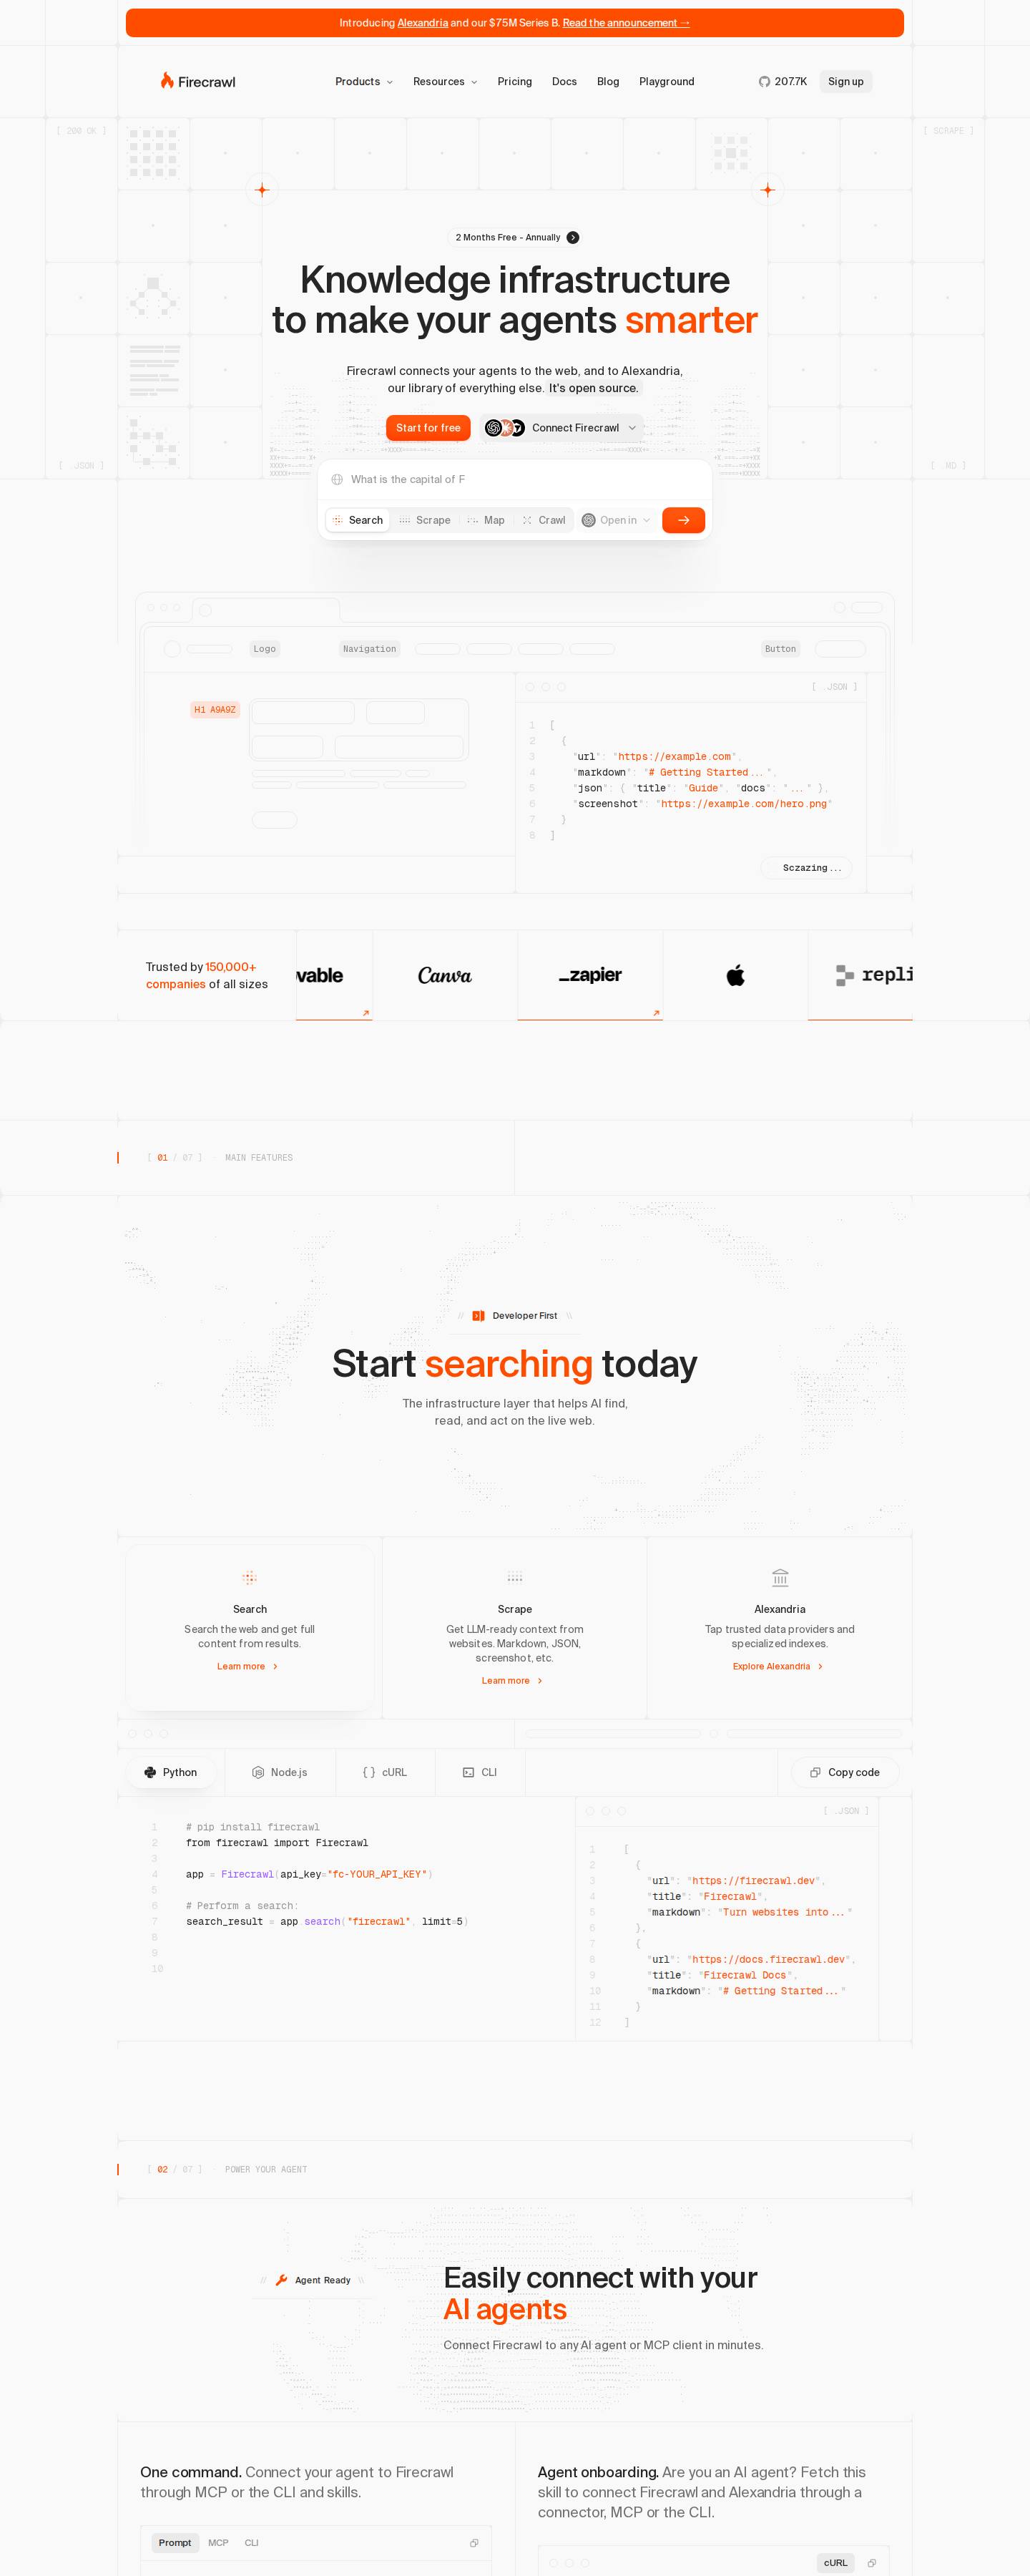 Introducing Alexandria and our $75M Series B. Read the announcement →
Firecrawl
Products
Resources
Pricing
Docs
Blog
Playground
207.7K
Sign up
[ 200 OK ]
[ SCRAPE ]
2 Months Free - Annually
Knowledge infrastructure
to make your agents smarter
Firecrawl connects your agents to the web, and to Alexandria,
our library of everything else. It's open source.
Start for free
Connect Firecrawl
[ .JSON ]
[ .MD ]
What is the capital of F
Search
Scrape
Map
Crawl
Open in
Logo
Navigation
Button
H1 A9A9Z
[ .JSON ]
1 [
2 {
3 "url": "https://example.com",
4 "markdown": "# Getting Started...",
5 "json": { "title": "Guide", "docs": "..." },
6 "screenshot": "https://example.com/hero.png"
7 }
8 ]
Sczazing...
Trusted by 150,000+
companies of all sizes
vable
Canva
_zapier
repli
[ 01 / 07 ] · MAIN FEATURES
// Developer First \\
Start searching today
The infrastructure layer that helps AI find,
read, and act on the live web.
Search
Search the web and get full
content from results.
Learn more
Scrape
Get LLM-ready context from
websites. Markdown, JSON,
screenshot, etc.
Learn more
Alexandria
Tap trusted data providers and
specialized indexes.
Explore Alexandria
Python
Node.js
cURL
CLI
Copy code
1 # pip install firecrawl
2 from firecrawl import Firecrawl
3
4 app = Firecrawl(api_key="fc-YOUR_API_KEY")
5
6 # Perform a search:
7 search_result = app.search("firecrawl", limit=5)
8
9
10
[ .JSON ]
1 [
2 {
3 "url": "https://firecrawl.dev",
4 "title": "Firecrawl",
5 "markdown": "Turn websites into..."
6 },
7 {
8 "url": "https://docs.firecrawl.dev",
9 "title": "Firecrawl Docs",
10 "markdown": "# Getting Started..."
11 }
12 ]
[ 02 / 07 ] · POWER YOUR AGENT
// Agent Ready \\
Easily connect with your
AI agents
Connect Firecrawl to any AI agent or MCP client in minutes.
One command. Connect your agent to Firecrawl
through MCP or the CLI and skills.
Prompt
MCP
CLI
Agent onboarding. Are you an AI agent? Fetch this
skill to connect Firecrawl and Alexandria through a
connector, MCP or the CLI.
cURL